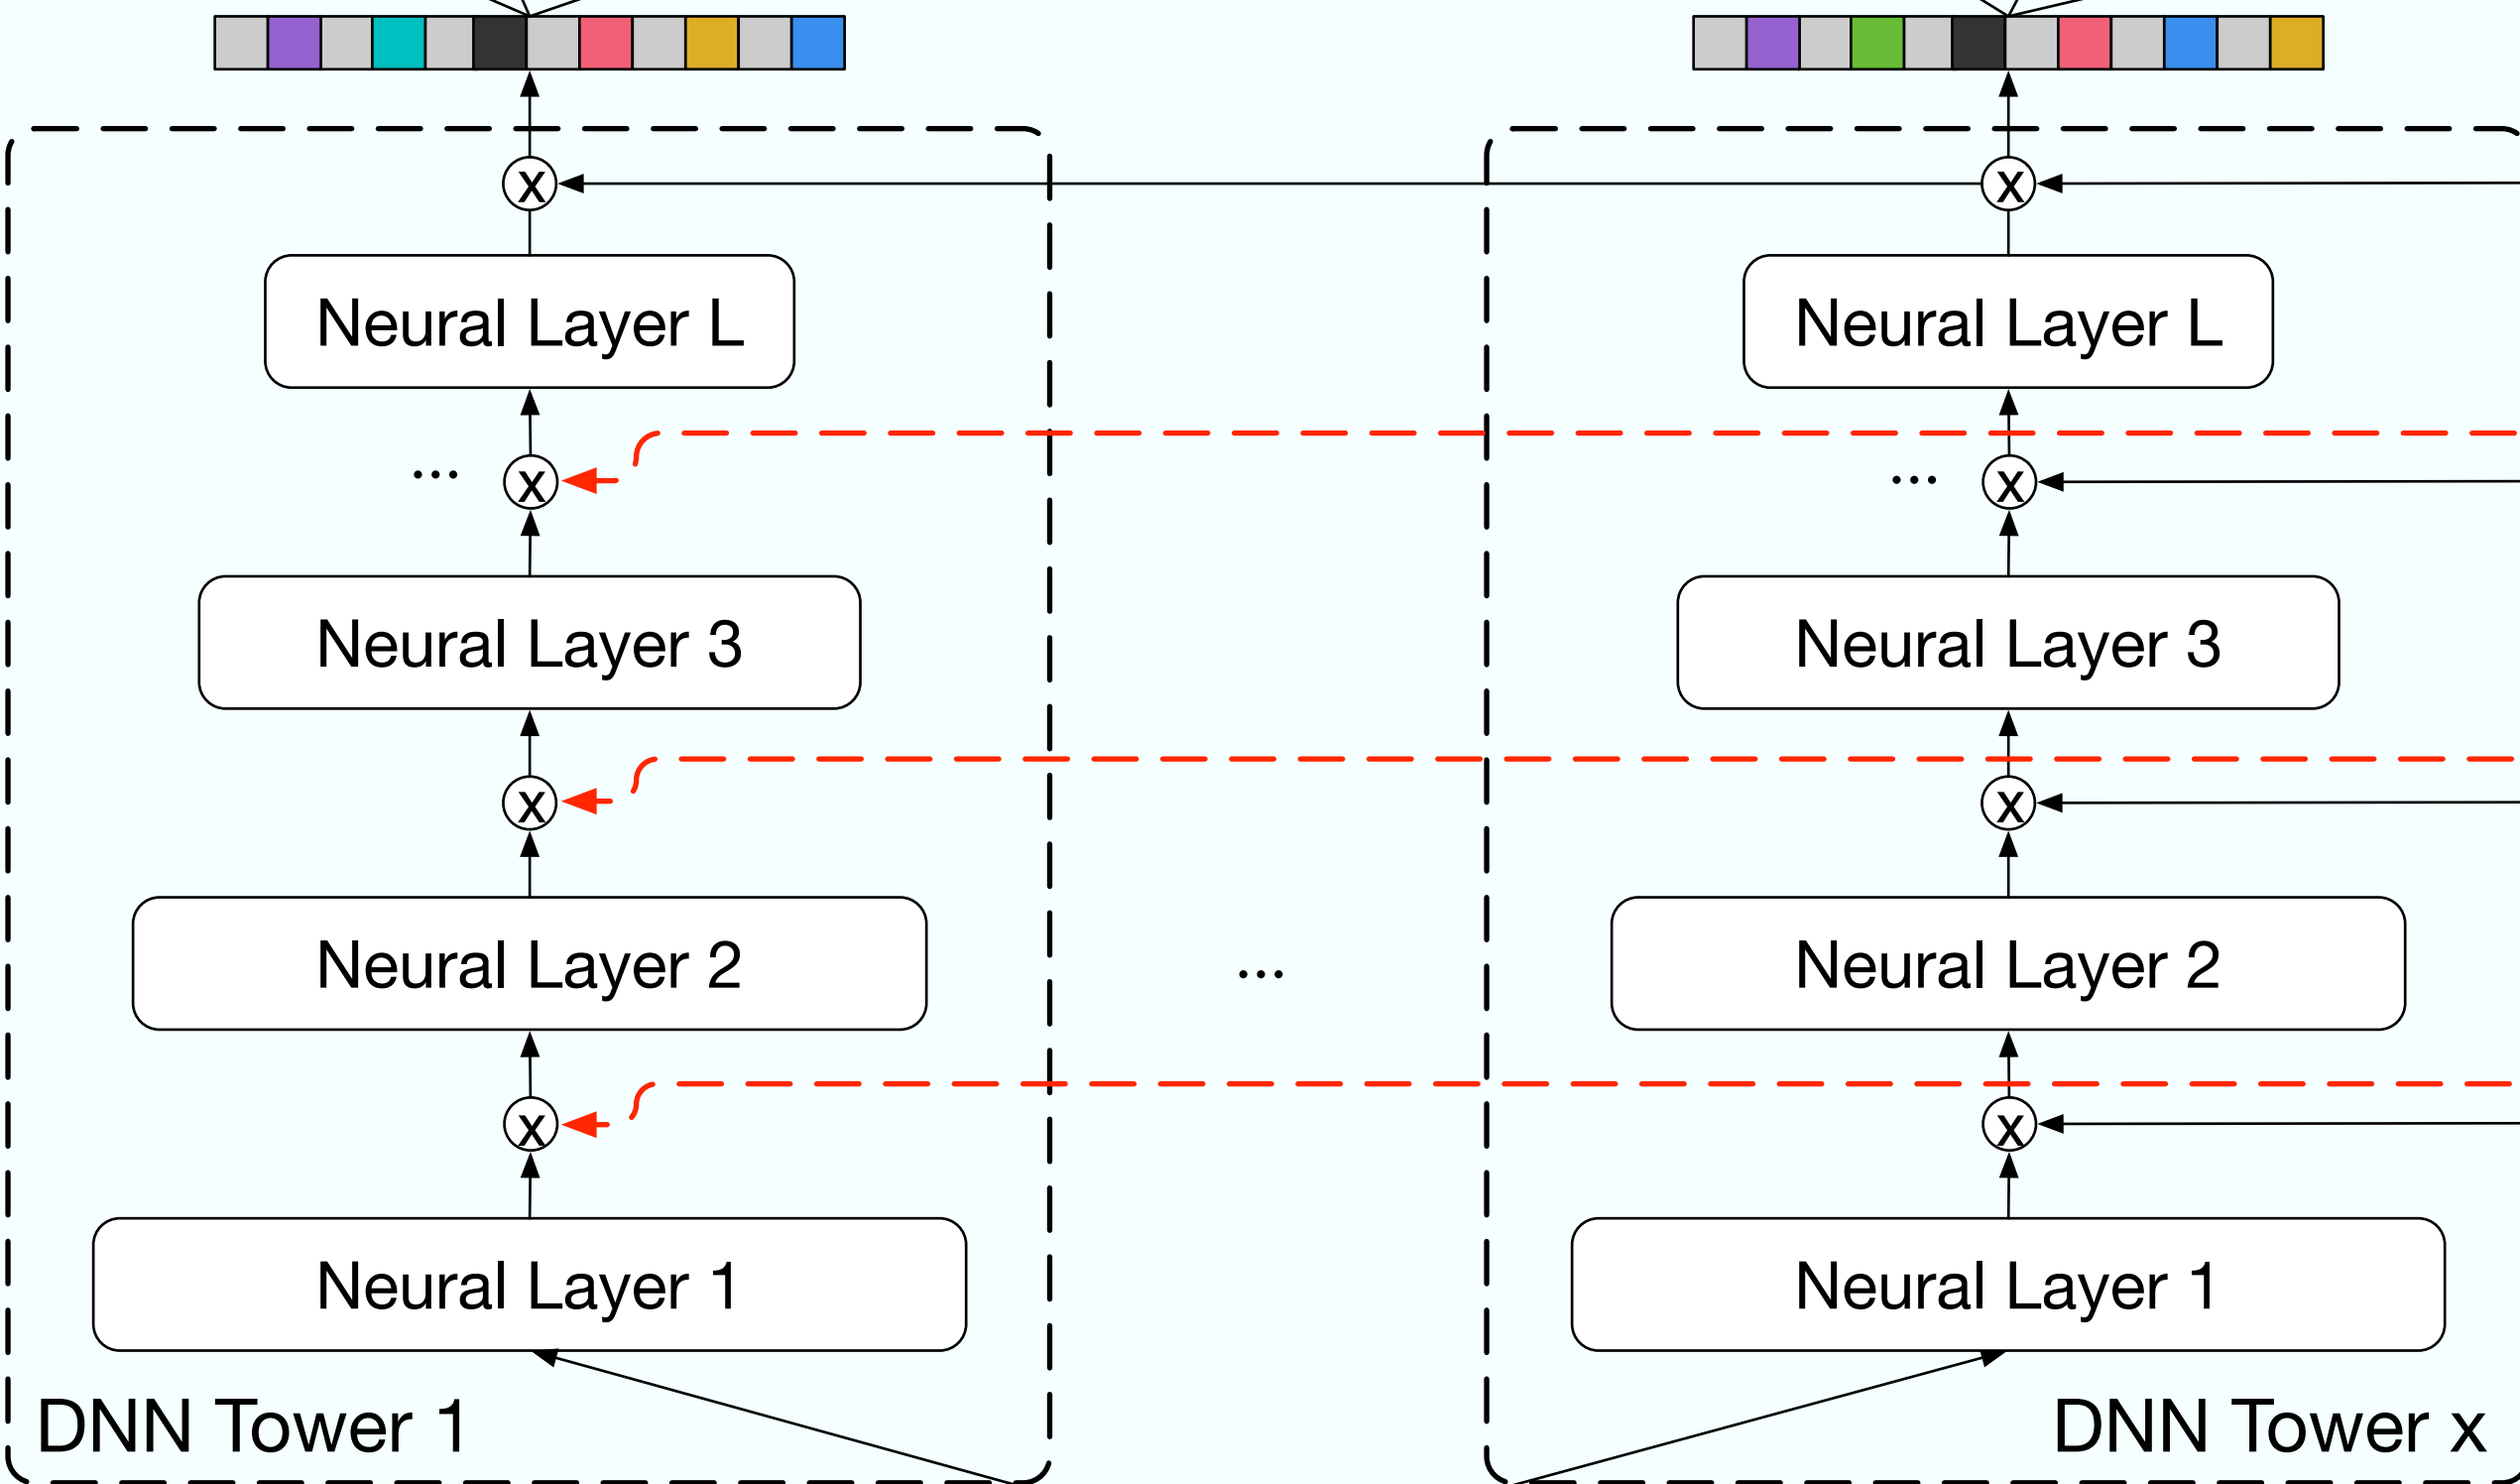 x
x
Neural Layer L
Neural Layer L
...
x
...
x
Neural Layer 3
Neural Layer 3
x
x
Neural Layer 2
...
Neural Layer 2
x
x
Neural Layer 1
Neural Layer 1
DNN Tower 1
DNN Tower x